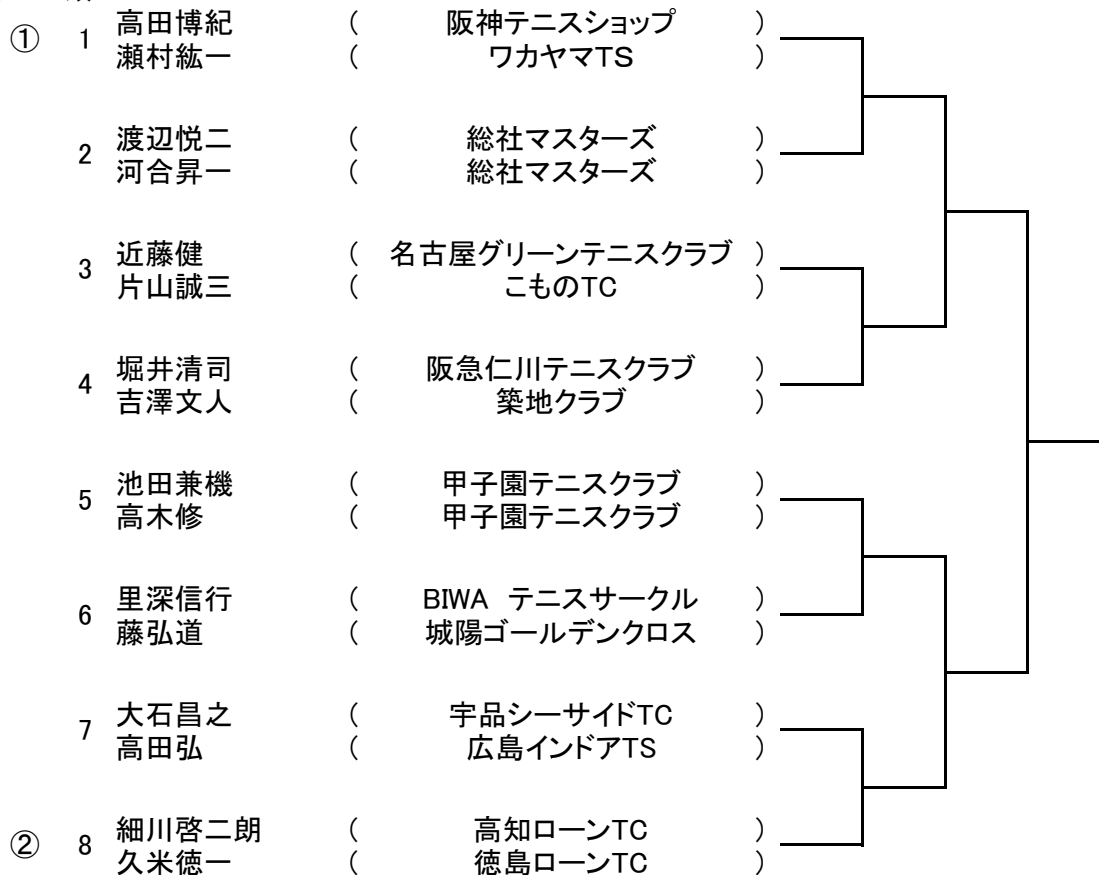 ① 1 高田博紀 ( 阪神テニスショップ )
瀬村紘一 ( ワカヤマTS )
2 渡辺悦二 ( 総社マスターズ )
河合昇一 ( 総社マスターズ )
3 近藤健 ( 名古屋グリーンテニスクラブ )
片山誠三 ( こものTC )
4 堀井清司 ( 阪急仁川テニスクラブ )
吉澤文人 ( 築地クラブ )
5 池田兼機 ( 甲子園テニスクラブ )
高木修 ( 甲子園テニスクラブ )
6 里深信行 ( BIWA テニスサークル )
藤弘道 ( 城陽ゴールデンクロス )
7 大石昌之 ( 宇品シーサイドTC )
高田弘 ( 広島インドアTS )
② 8 細川啓二朗 ( 高知ローンTC )
久米徳一 ( 徳島ローンTC )